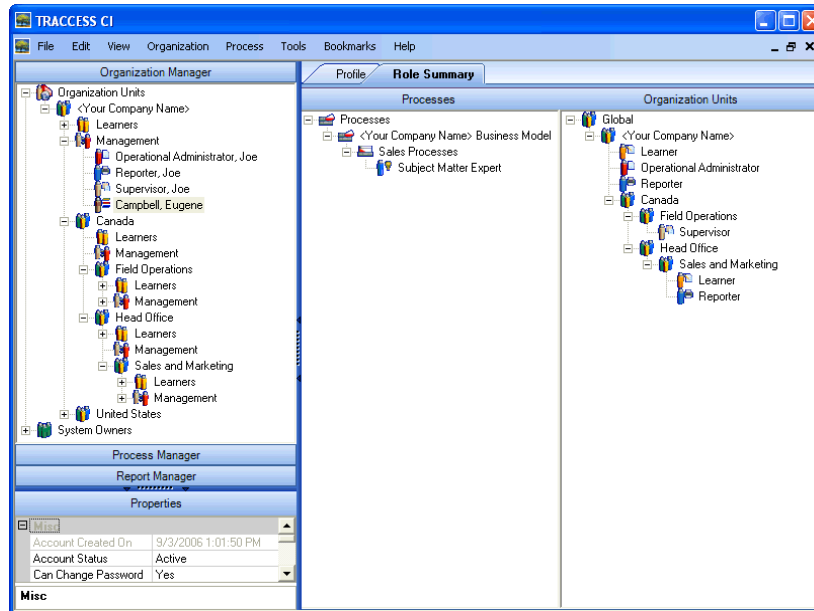 TRACCESS CI
File Edit View Organization Process Tools Bookmarks Help
Organization Manager
Organization Units
<Your Company Name>
Learners
Management
Operational Administrator, Joe
Reporter, Joe
Supervisor, Joe
Campbell, Eugene
Canada
Learners
Management
Field Operations
Learners
Management
Head Office
Learners
Management
Sales and Marketing
Learners
Management
United States
System Owners
Process Manager
Report Manager
Properties
Misc
Account Created On 9/3/2006 1:01:50 PM
Account Status Active
Can Change Password Yes
Misc
Profile Role Summary
Processes
Processes
<Your Company Name> Business Model
Sales Processes
Subject Matter Expert
Organization Units
Global
<Your Company Name>
Learner
Operational Administrator
Reporter
Canada
Field Operations
Supervisor
Head Office
Sales and Marketing
Learner
Reporter